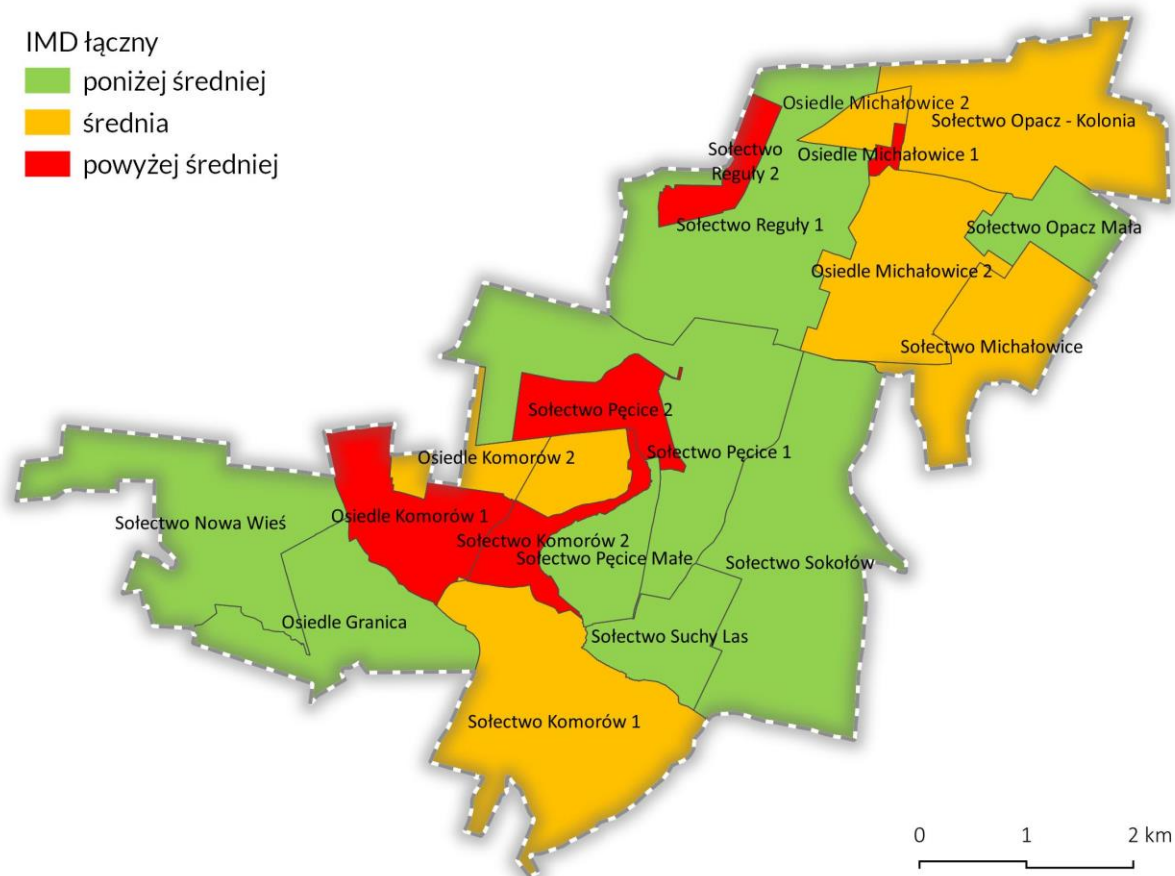 IMD łączny
poniżej średniej
średnia
powyżej średniej
Osiedle Michałowice 2
Sołectwo Opacz - Kolonia
Sołectwo
Reguły 2
Osiedle Michałowice 1
Sołectwo Reguły 1
Sołectwo Opacz Mała
Osiedle Michałowice 2
Sołectwo Michałowice
Sołectwo Pęcice 2
Sołectwo Pęcice 1
Osiedle Komorów 2
Osiedle Komorów 1
Sołectwo Nowa Wieś
Sołectwo Komorów 2
Sołectwo Pęcice Małe
Sołectwo Sokołów
Osiedle Granica
Sołectwo Suchy Las
Sołectwo Komorów 1
0 1 2 km